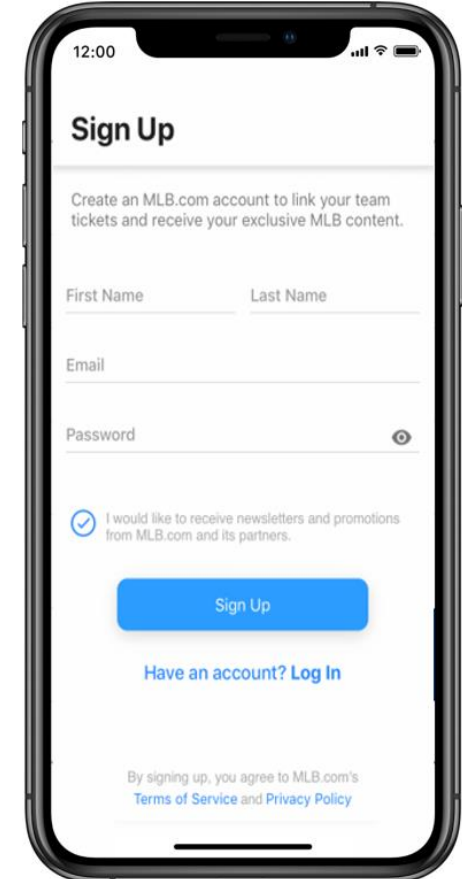 12:00
Sign Up
Create an MLB.com account to link your team
tickets and receive your exclusive MLB content.
First Name Last Name
Email
Password
I would like to receive newsletters and promotions
from MLB.com and its partners.
Sign Up
Have an account? Log In
By signing up, you agree to MLB.com's
Terms of Service and Privacy Policy